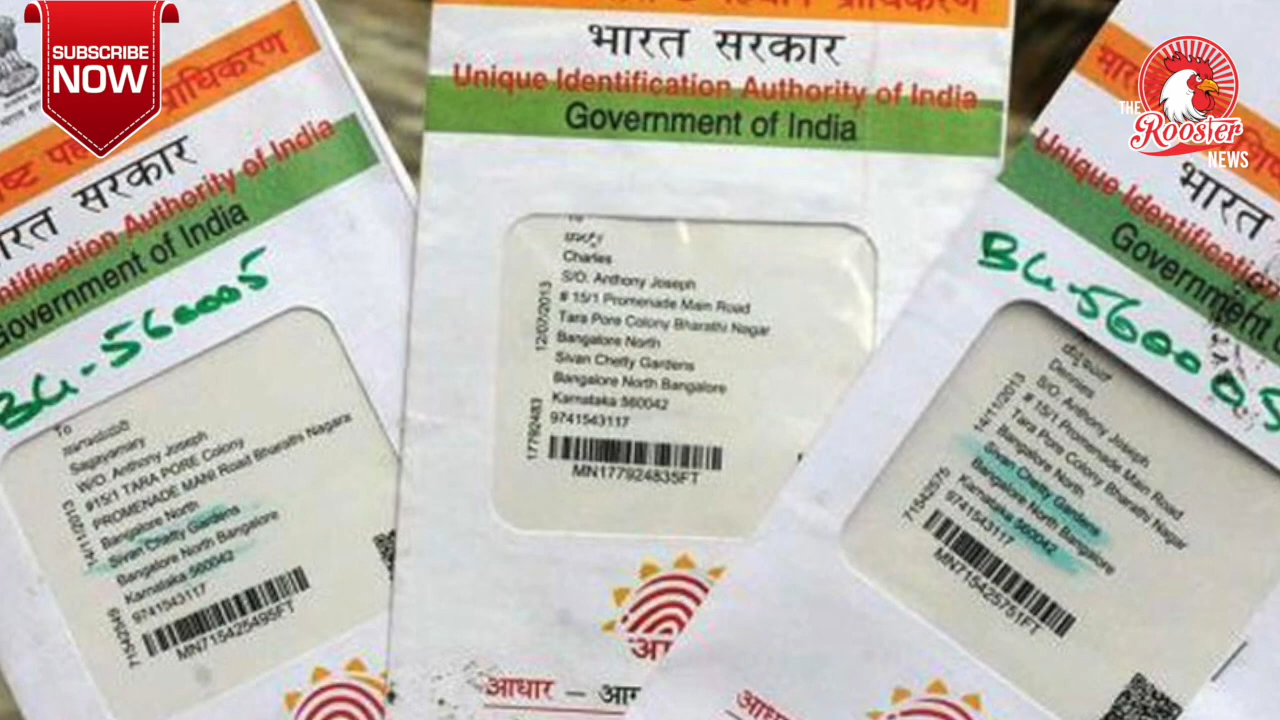 SUBSCRIBE
NOW
THE
Rooster
NEWS
प्राधिकरण
भारत सरकार
Authority of India
Government of India
BG-560005
To
Sagayamary
W/O. Anthony Joseph
#15/1 TARA PORE Colony
PROMENADE MANI Road Bharathi Nagara
Bangalore North
Sivan Chetty Gardens
Bangalore North Bangalore
Karnataka 560042
9741543117
14/11/2013
71542549
MN715425495FT
भारत सरकार
Unique Identification Authority of India
Government of India
To
Charles
S/O. Anthony Joseph
# 15/1 Promenade Main Road
Tara Pore Colony Bharathi Nagar
Bangalore North
Sivan Chetty Gardens
Bangalore North Bangalore
Karnataka 560042
9741543117
12/07/2013
17792483
MN177924835FT
आधार –
भारत
Unique Identification
Government
BG-560005
Dennies
S/O. Anthony Joseph
# 15/1 Promenade Main Road
Tara Pore Colony Bharathi Nagar
Bangalore North
Sivan Chetty Gardens
Bangalore North Bangalore
Karnataka 560042
9741543117
14/11/2013
71542575
MN715425751FT